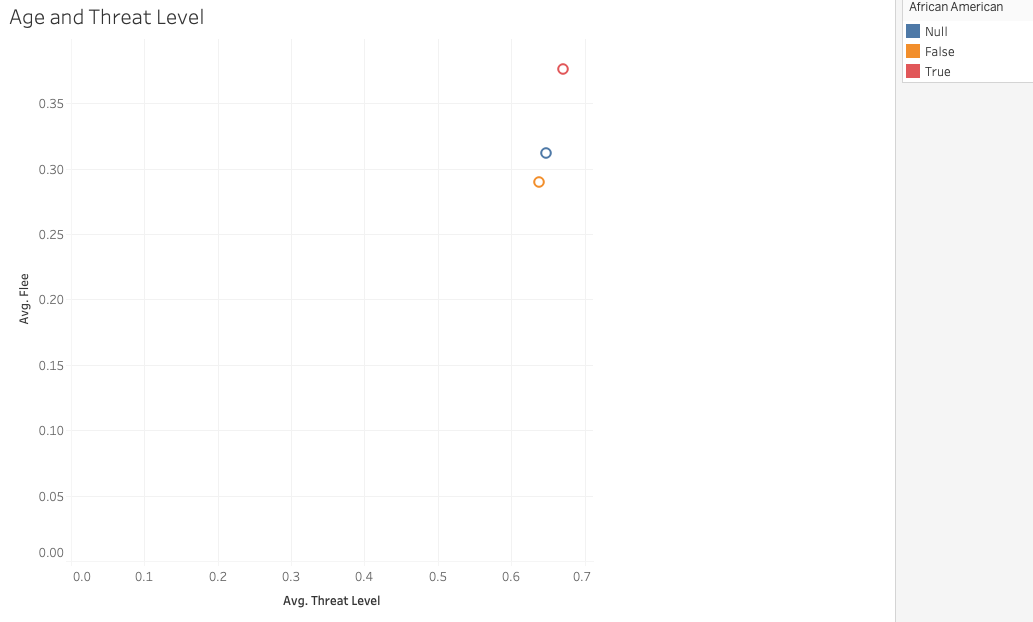 Age and Threat Level
African American
Null
False
True
0.35
0.30
0.25
0.20
0.15
0.10
0.05
0.00
Avg. Flee
0.0 0.1 0.2 0.3 0.4 0.5 0.6 0.7
Avg. Threat Level